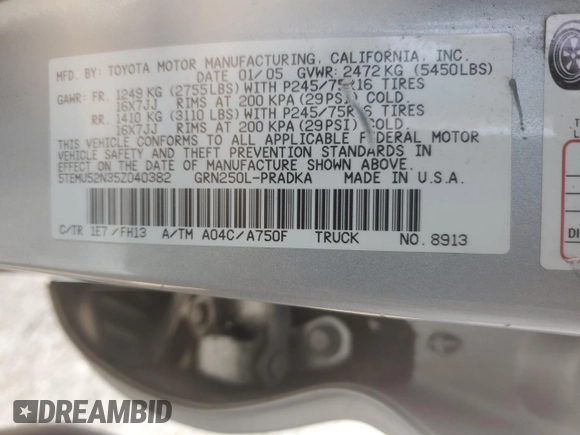 MFD. BY: TOYOTA MOTOR MANUFACTURING, CALIFORNIA, INC.
DATE 01/05 GVWR: 2472 KG (5450LBS)
GAWR: FR. 1249 KG (2755LBS) WITH P245/75R16 TIRES
16X7JJ RIMS AT 200 KPA (29PSI) COLD.
RR. 1410 KG (3110 LBS) WITH P245/75R16 TIRES
16X7JJ RIMS AT 200 KPA (29PSI) COLD.
THIS VEHICLE CONFORMS TO ALL APPLICABLE FEDERAL MOTOR
VEHICLE SAFETY AND THEFT PREVENTION STANDARDS IN
EFFECT ON THE DATE OF MANUFACTURE SHOWN ABOVE.
5TEMU52N35Z040382 GRN250L-PRADKA MADE IN U.S.A.
C/TR 1E7 /FH13 A/TM A04C/A750F TRUCK NO. 8913
DREAMBID